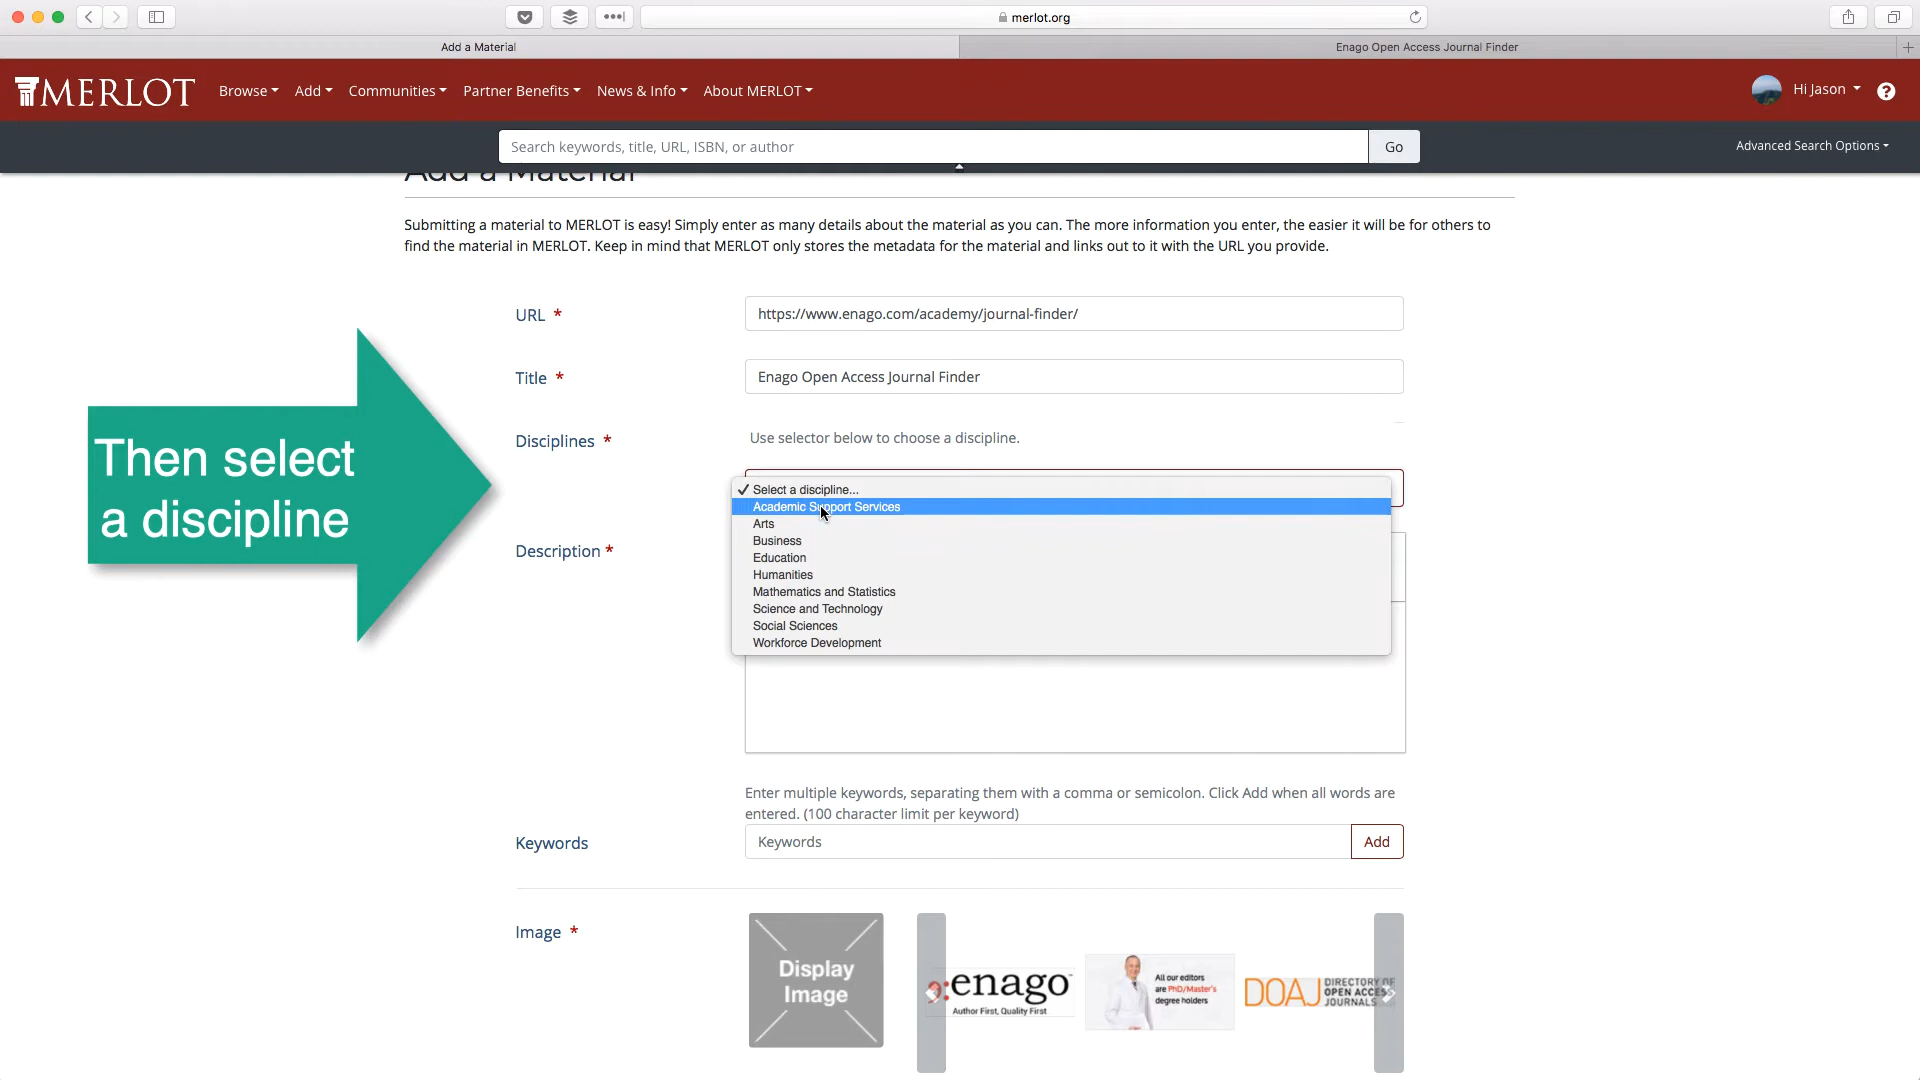 merlot.org
Add a Material
Enago Open Access Journal Finder
MERLOT
Browse
Add
Communities
Partner Benefits
News & Info
About MERLOT
Hi Jason
?
Search keywords, title, URL, ISBN, or author
Go
Advanced Search Options
Add a Material
Submitting a material to MERLOT is easy! Simply enter as many details about the material as you can. The more information you enter, the easier it will be for others to
find the material in MERLOT. Keep in mind that MERLOT only stores the metadata for the material and links out to it with the URL you provide.
URL *
https://www.enago.com/academy/journal-finder/
Title *
Enago Open Access Journal Finder
Then select
a discipline
Disciplines *
Use selector below to choose a discipline.
✓ Select a discipline...
Academic Support Services
Arts
Business
Education
Humanities
Mathematics and Statistics
Science and Technology
Social Sciences
Workforce Development
Description *
Enter multiple keywords, separating them with a comma or semicolon. Click Add when all words are
entered. (100 character limit per keyword)
Keywords
Keywords
Add
Image *
Display
Image
enago
Author First, Quality First
All our editors
are PhD/Master's
degree holders
DOAJ
DIRECTORY OF
OPEN ACCESS
JOURNALS